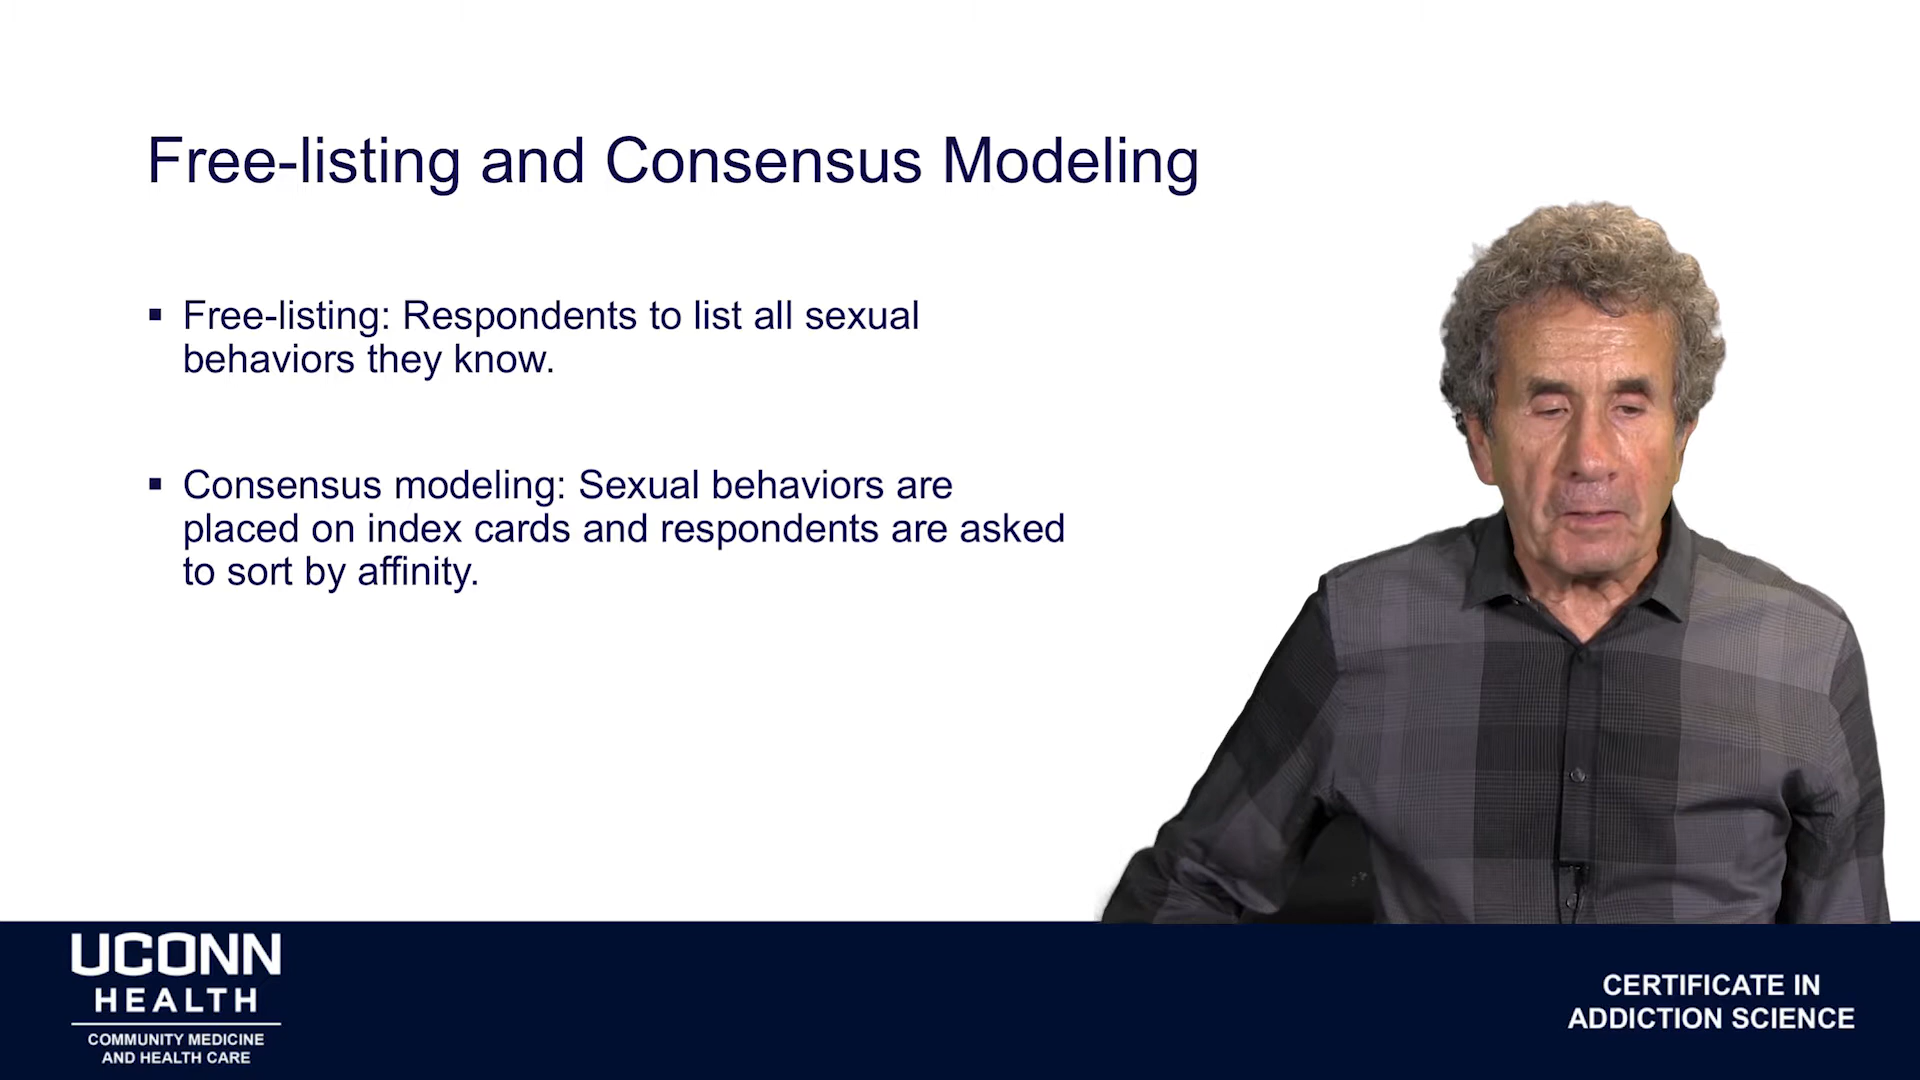 Free-listing and Consensus Modeling
▪ Free-listing: Respondents to list all sexual
behaviors they know.
▪ Consensus modeling: Sexual behaviors are
placed on index cards and respondents are asked
to sort by affinity.
UCONN
HEALTH
COMMUNITY MEDICINE
AND HEALTH CARE
CERTIFICATE IN
ADDICTION SCIENCE